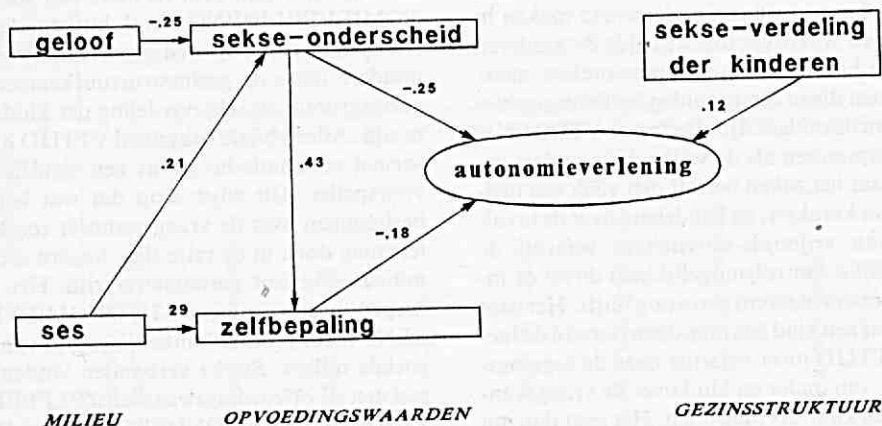 -.25
geloof
sekse-onderscheid
sekse-verdeling
der kinderen
-.25
.12
.21
.43
autonomieverlening
-.18
29
ses
zelfbepaling
MILIEU
OPVOEDINGSWAARDEN
GEZINSSTRUKTUUR